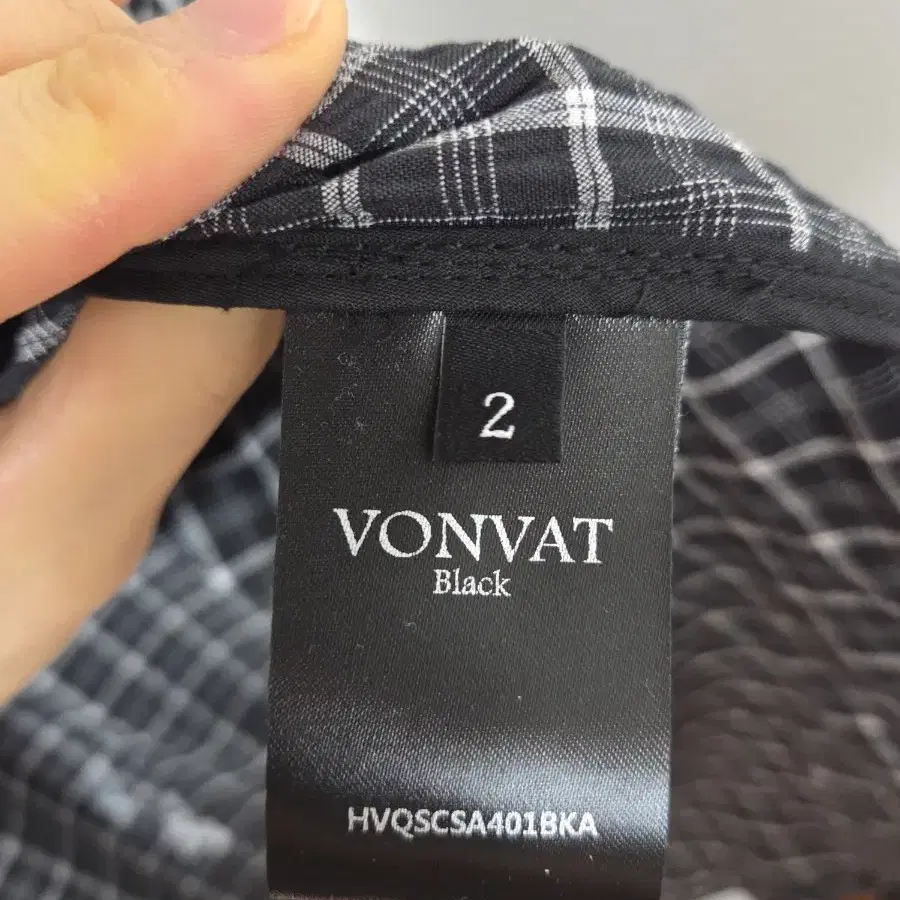 2
VONVAT
Black
HVQSCSA401BKA